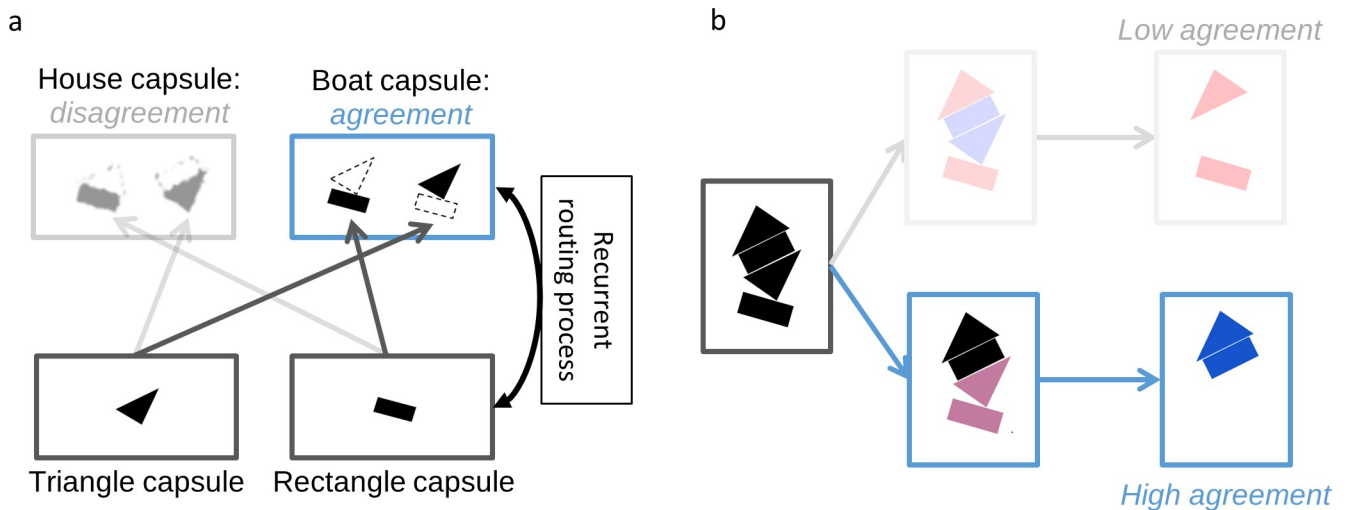 a
House capsule:
disagreement
Boat capsule:
agreement
Recurrent
routing process
Triangle capsule
Rectangle capsule
b
Low agreement
High agreement